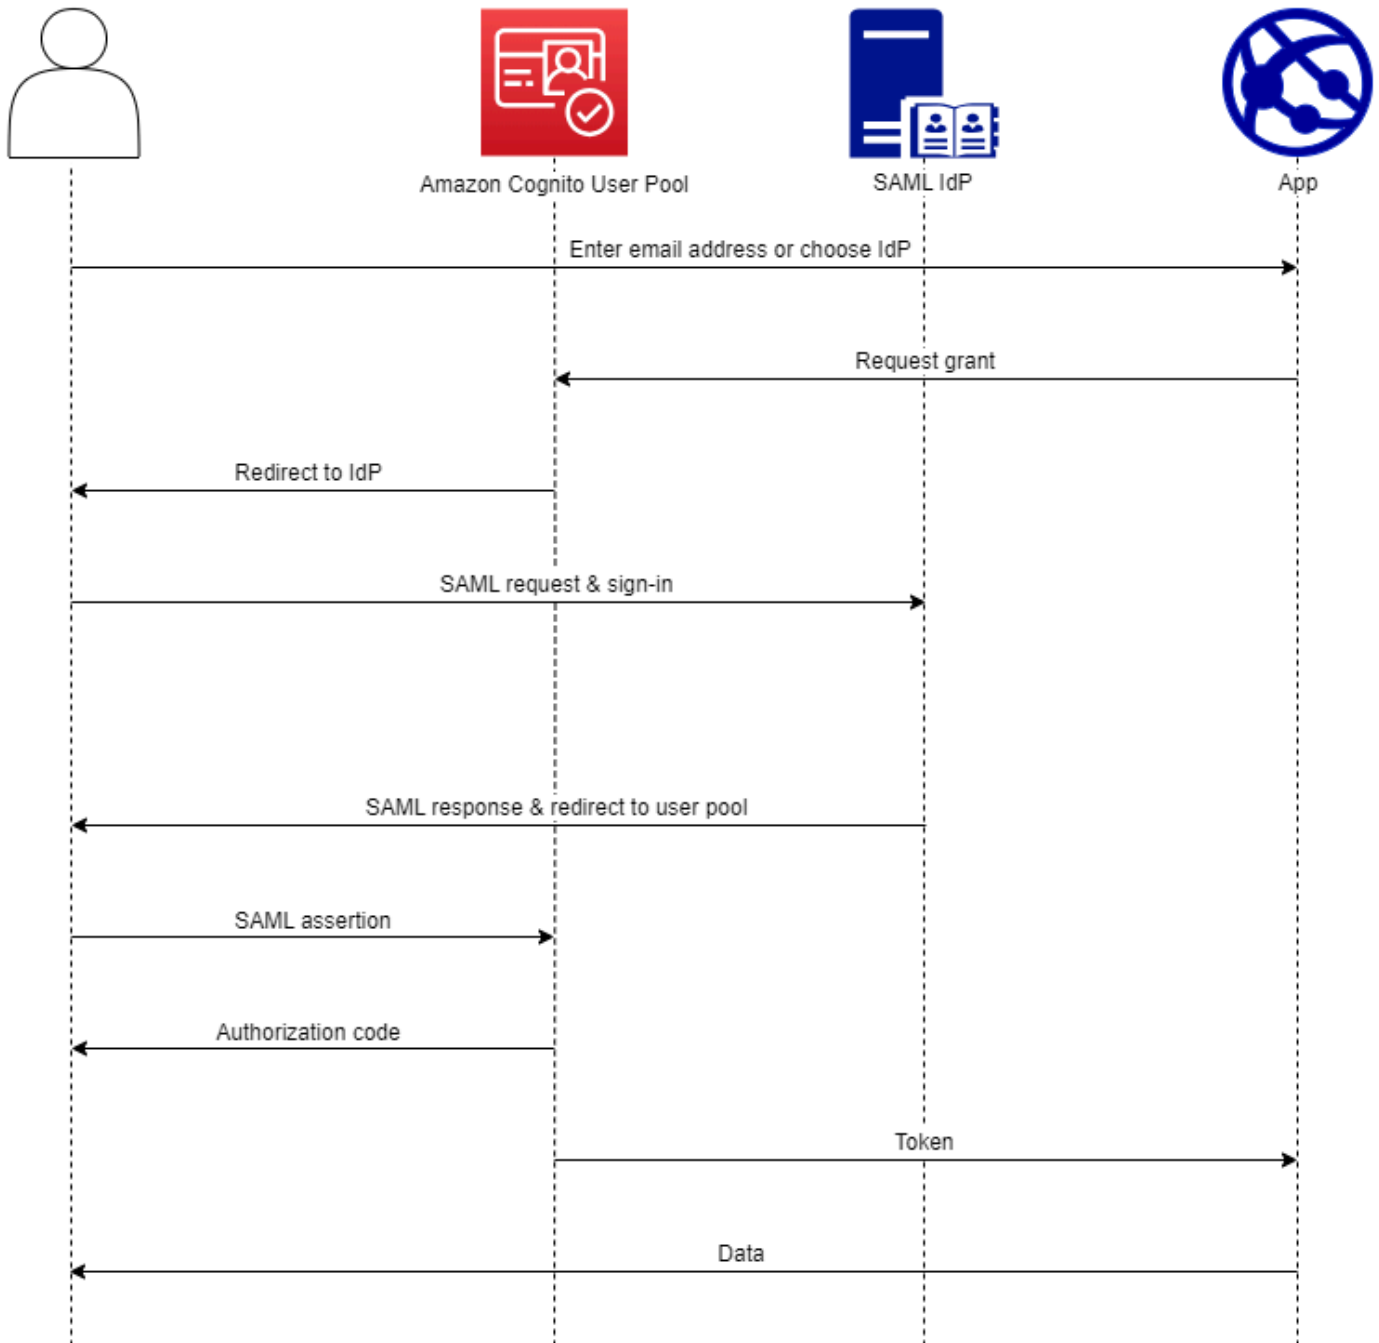 Amazon Cognito User Pool
SAML IdP
App
Enter email address or choose IdP
Request grant
Redirect to IdP
SAML request & sign-in
SAML response & redirect to user pool
SAML assertion
Authorization code
Token
Data